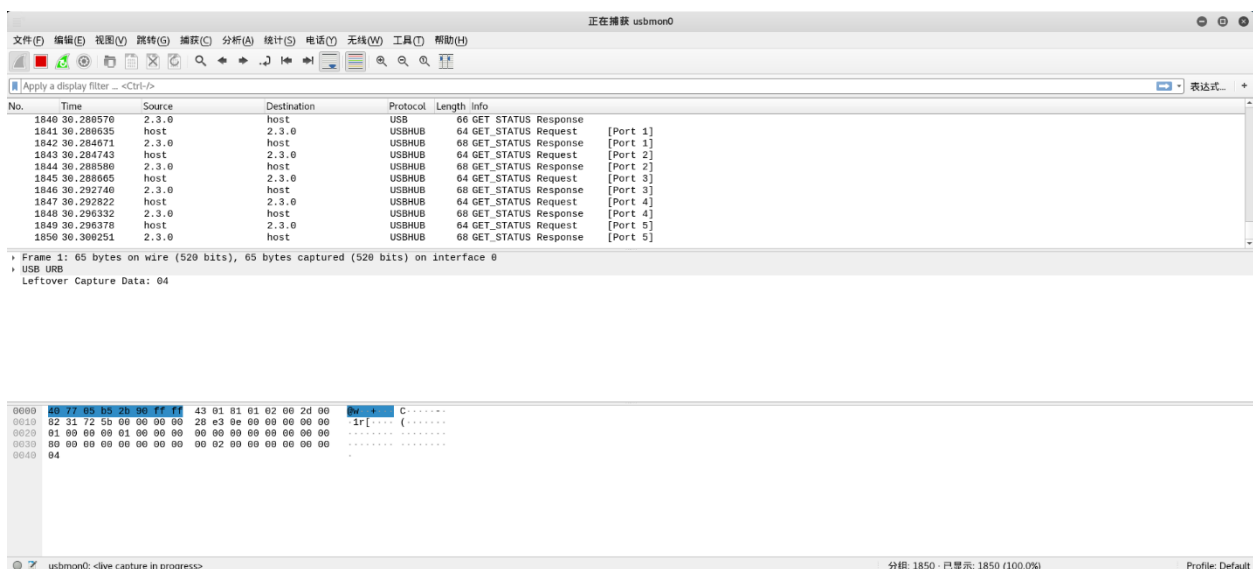 正在捕获 usbmon0
文件(F) 编辑(E) 视图(V) 跳转(G) 捕获(C) 分析(A) 统计(S) 电话(Y) 无线(W) 工具(T) 帮助(H)
Apply a display filter ... <Ctrl-/> 表达式... +
No. Time Source Destination Protocol Length Info
1840 30.280570 2.3.0 host USB 66 GET STATUS Response
1841 30.280635 host 2.3.0 USBHUB 64 GET_STATUS Request [Port 1]
1842 30.284671 2.3.0 host USBHUB 68 GET_STATUS Response [Port 1]
1843 30.284743 host 2.3.0 USBHUB 64 GET_STATUS Request [Port 2]
1844 30.288580 2.3.0 host USBHUB 68 GET_STATUS Response [Port 2]
1845 30.288665 host 2.3.0 USBHUB 64 GET_STATUS Request [Port 3]
1846 30.292740 2.3.0 host USBHUB 68 GET_STATUS Response [Port 3]
1847 30.292822 host 2.3.0 USBHUB 64 GET_STATUS Request [Port 4]
1848 30.296332 2.3.0 host USBHUB 68 GET_STATUS Response [Port 4]
1849 30.296378 host 2.3.0 USBHUB 64 GET_STATUS Request [Port 5]
1850 30.300251 2.3.0 host USBHUB 68 GET_STATUS Response [Port 5]
Frame 1: 65 bytes on wire (520 bits), 65 bytes captured (520 bits) on interface 0
USB URB
Leftover Capture Data: 04
0000 40 77 05 b5 2b 90 ff ff 43 01 81 01 02 00 2d 00 @w··+··· C·····-·
0010 82 31 72 5b 00 00 00 00 28 e3 0e 00 00 00 00 00 ·1r[···· (·······
0020 01 00 00 00 01 00 00 00 00 00 00 00 00 00 00 00 ········ ········
0030 80 00 00 00 00 00 00 00 00 02 00 00 00 00 00 00 ········ ········
0040 04 ·
usbmon0: <live capture in progress> 分组: 1850 · 已显示: 1850 (100.0%) Profile: Default